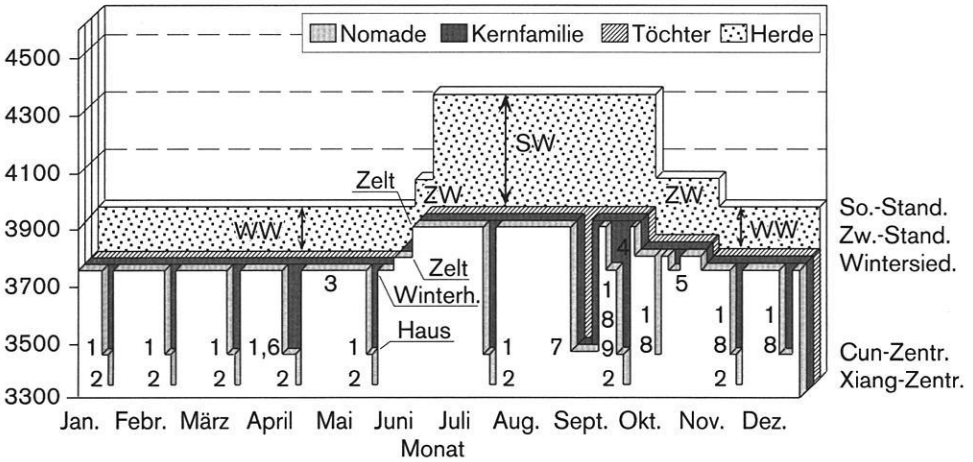 Nomade Kernfamilie Töchter Herde
4500
4300
4100
3900
3700
3500
3300
SW
Zelt
ZW
ZW
WW
WW
So.-Stand.
Zw.-Stand.
Wintersied.
4
Zelt
3
Winterh.
5
Haus
1
1
1
1,6
1
1
7
1
8
9
1
8
1
8
1
8
2
2
2
2
2
2
2
2
Cun-Zentr.
Xiang-Zentr.
Jan. Febr. März April Mai Juni Juli Aug. Sept. Okt. Nov. Dez.
Monat